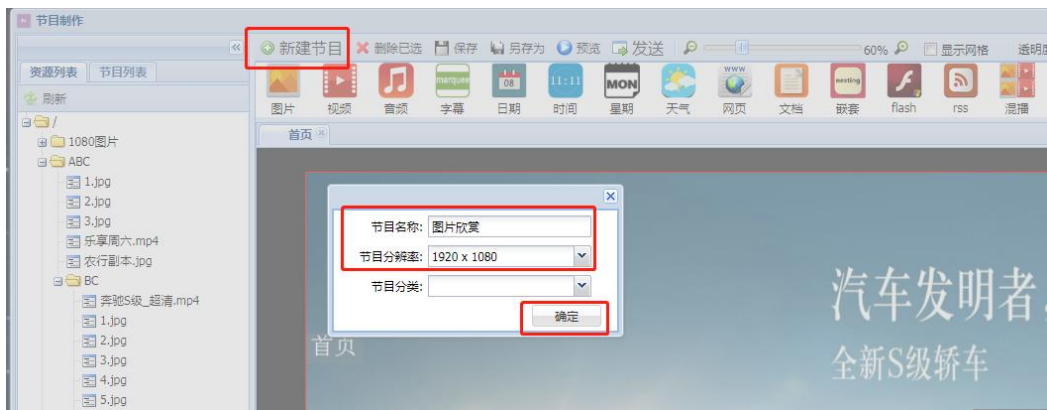 节目制作
新建节目 删除已选 保存 另存为 预览 发送 60% 显示网格 透明度
资源列表 节目列表
刷新
图片 视频 音频 字幕 日期 时间 星期 天气 网页 文档 嵌套 flash rss 混播
marquee 08 11:11 MON WWW nesting
首页
/
1080图片
ABC
1.jpg
2.jpg
3.jpg
乐享周六.mp4
农行副本.jpg
BC
奔驰S级_超清.mp4
1.jpg
2.jpg
3.jpg
4.jpg
5.jpg
节目名称: 图片欣赏
节目分辨率: 1920 x 1080
节目分类:
确定
首页
汽车发明者,
全新S级轿车